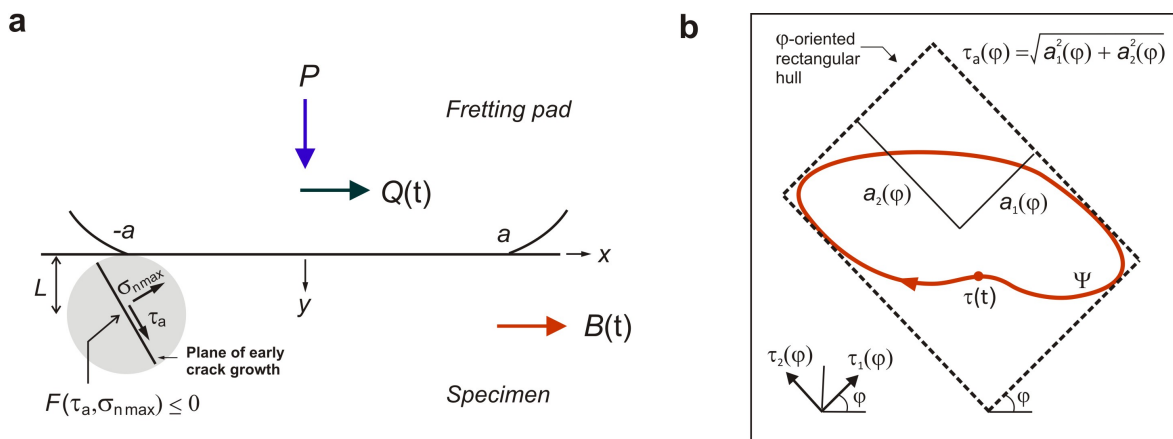 a
P
Fretting pad
Q(t)
-a
a
x
L
σn max
y
τa
B(t)
Plane of early
crack growth
F(τa,σn max) ≤ 0
Specimen
b
φ-oriented
rectangular
hull
τa(φ) = √a₁²(φ) + a₂²(φ)
a₂(φ)
a₁(φ)
Ψ
τ(t)
τ₂(φ)
τ₁(φ)
φ
φ